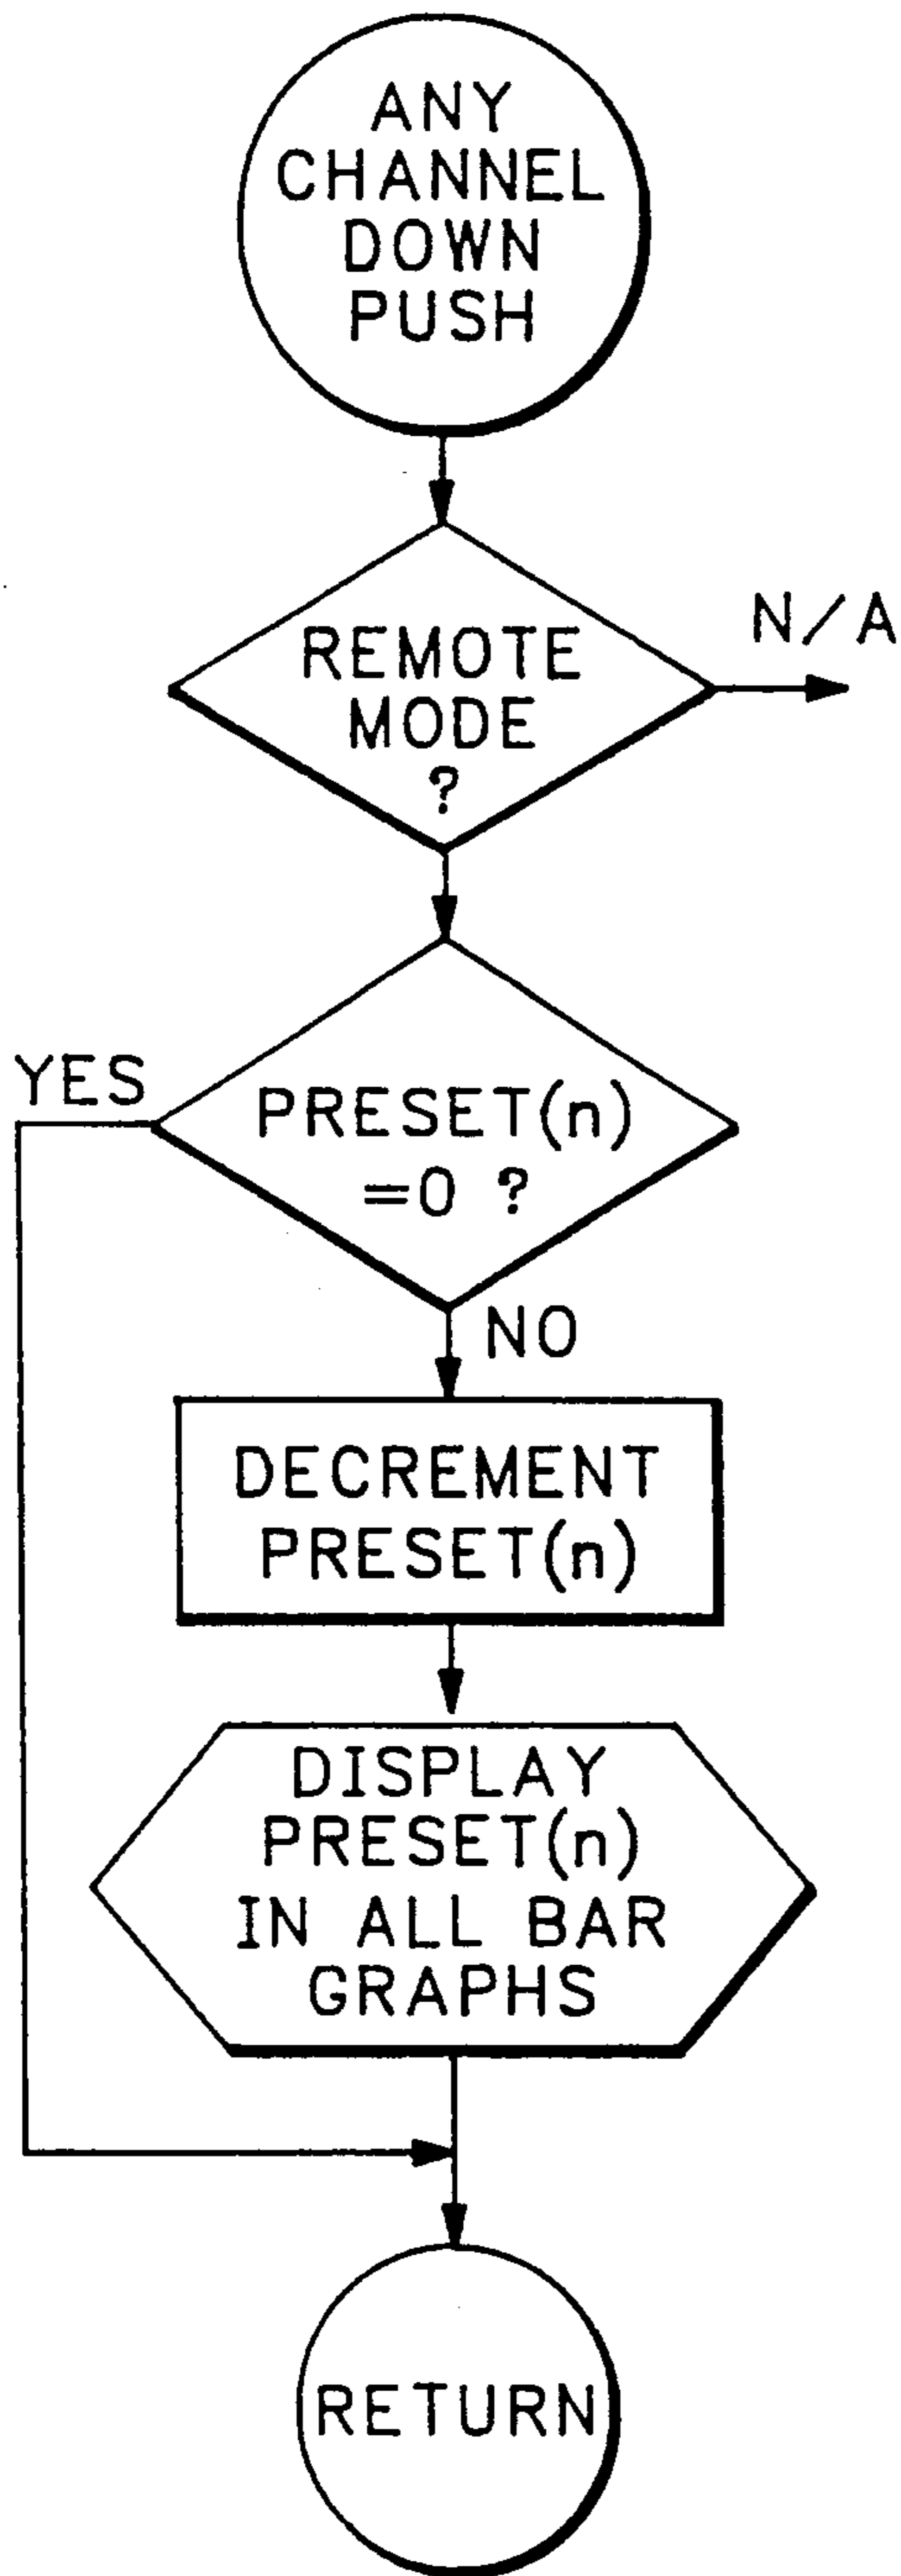 ANY
CHANNEL
DOWN
PUSH
N/A
REMOTE
MODE
?
YES
PRESET(n)
=0 ?
NO
DECREMENT
PRESET(n)
DISPLAY
PRESET(n)
IN ALL BAR
GRAPHS
RETURN